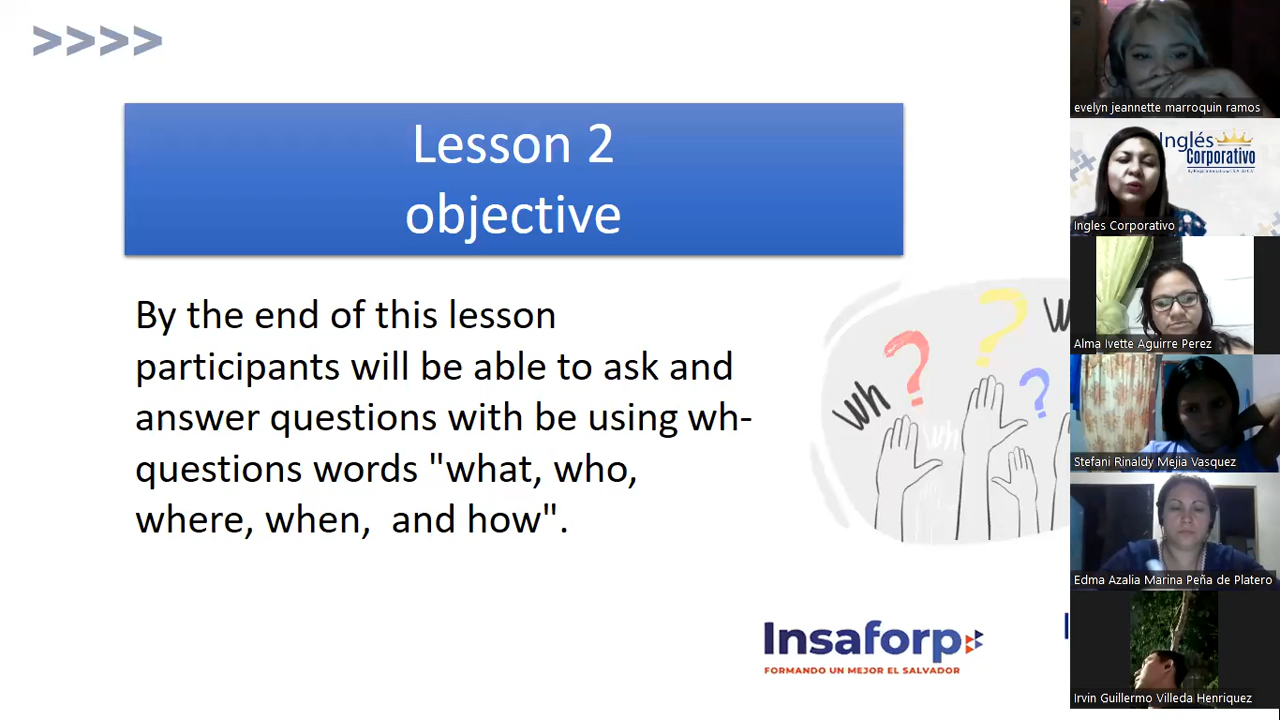 >>>>
Lesson 2
objective
By the end of this lesson
participants will be able to ask and
answer questions with be using wh-
questions words "what, who,
where, when,  and how".
wh
?
?
?
wh
Insaforp
FORMANDO UN MEJOR EL SALVADOR
evelyn jeannette marroquin ramos
Inglés
Corporativo
Ingles Corporativo
Alma Ivette Aguirre Perez
Stefani Rinaldy Mejia Vasquez
Edma Azalia Marina Peña de Platero
Irvin Guillermo Villeda Henriquez